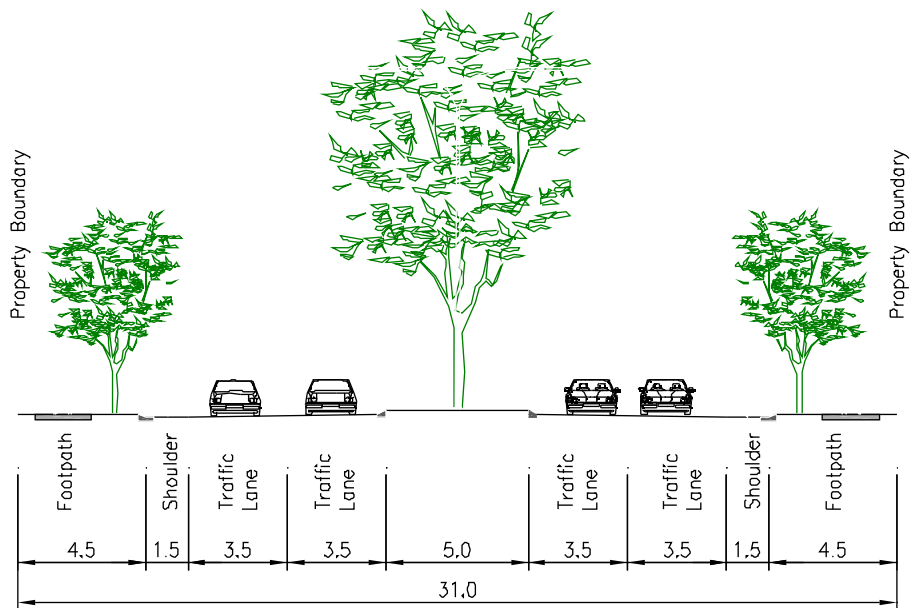 Property Boundary
Property Boundary
Footpath
Shoulder
Traffic
Lane
Traffic
Lane
Traffic
Lane
Traffic
Lane
Shoulder
Footpath
4.5
1.5
3.5
3.5
5.0
3.5
3.5
1.5
4.5
31.0